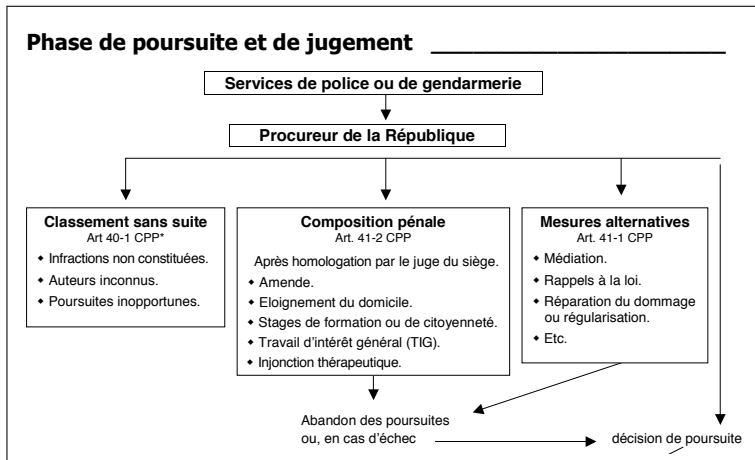 Phase de poursuite et de jugement
Services de police ou de gendarmerie
Procureur de la République
Classement sans suite
Art 40-1 CPP*
◆ Infractions non constituées.
◆ Auteurs inconnus.
◆ Poursuites inopportunes.
Composition pénale
Art. 41-2 CPP
Après homologation par le juge du siège.
◆ Amende.
◆ Eloignement du domicile.
◆ Stages de formation ou de citoyenneté.
◆ Travail d'intérêt général (TIG).
◆ Injonction thérapeutique.
Mesures alternatives
Art. 41-1 CPP
◆ Médiation.
◆ Rappels à la loi.
◆ Réparation du dommage
ou régularisation.
◆ Etc.
Abandon des poursuites
ou, en cas d'échec
décision de poursuite